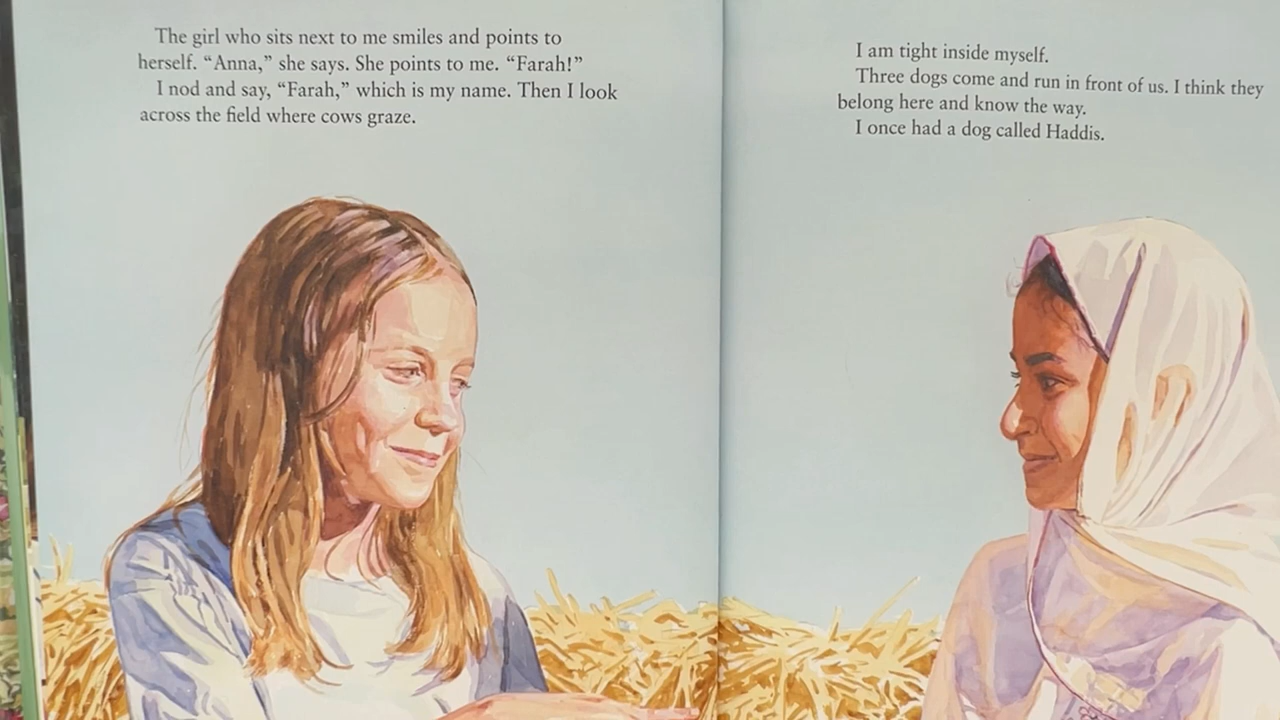 The girl who sits next to me smiles and points to
herself. “Anna,” she says. She points to me. “Farah!”
I nod and say, “Farah,” which is my name. Then I look
across the field where cows graze.
I am tight inside myself.
Three dogs come and run in front of us. I think they
belong here and know the way.
I once had a dog called Haddis.